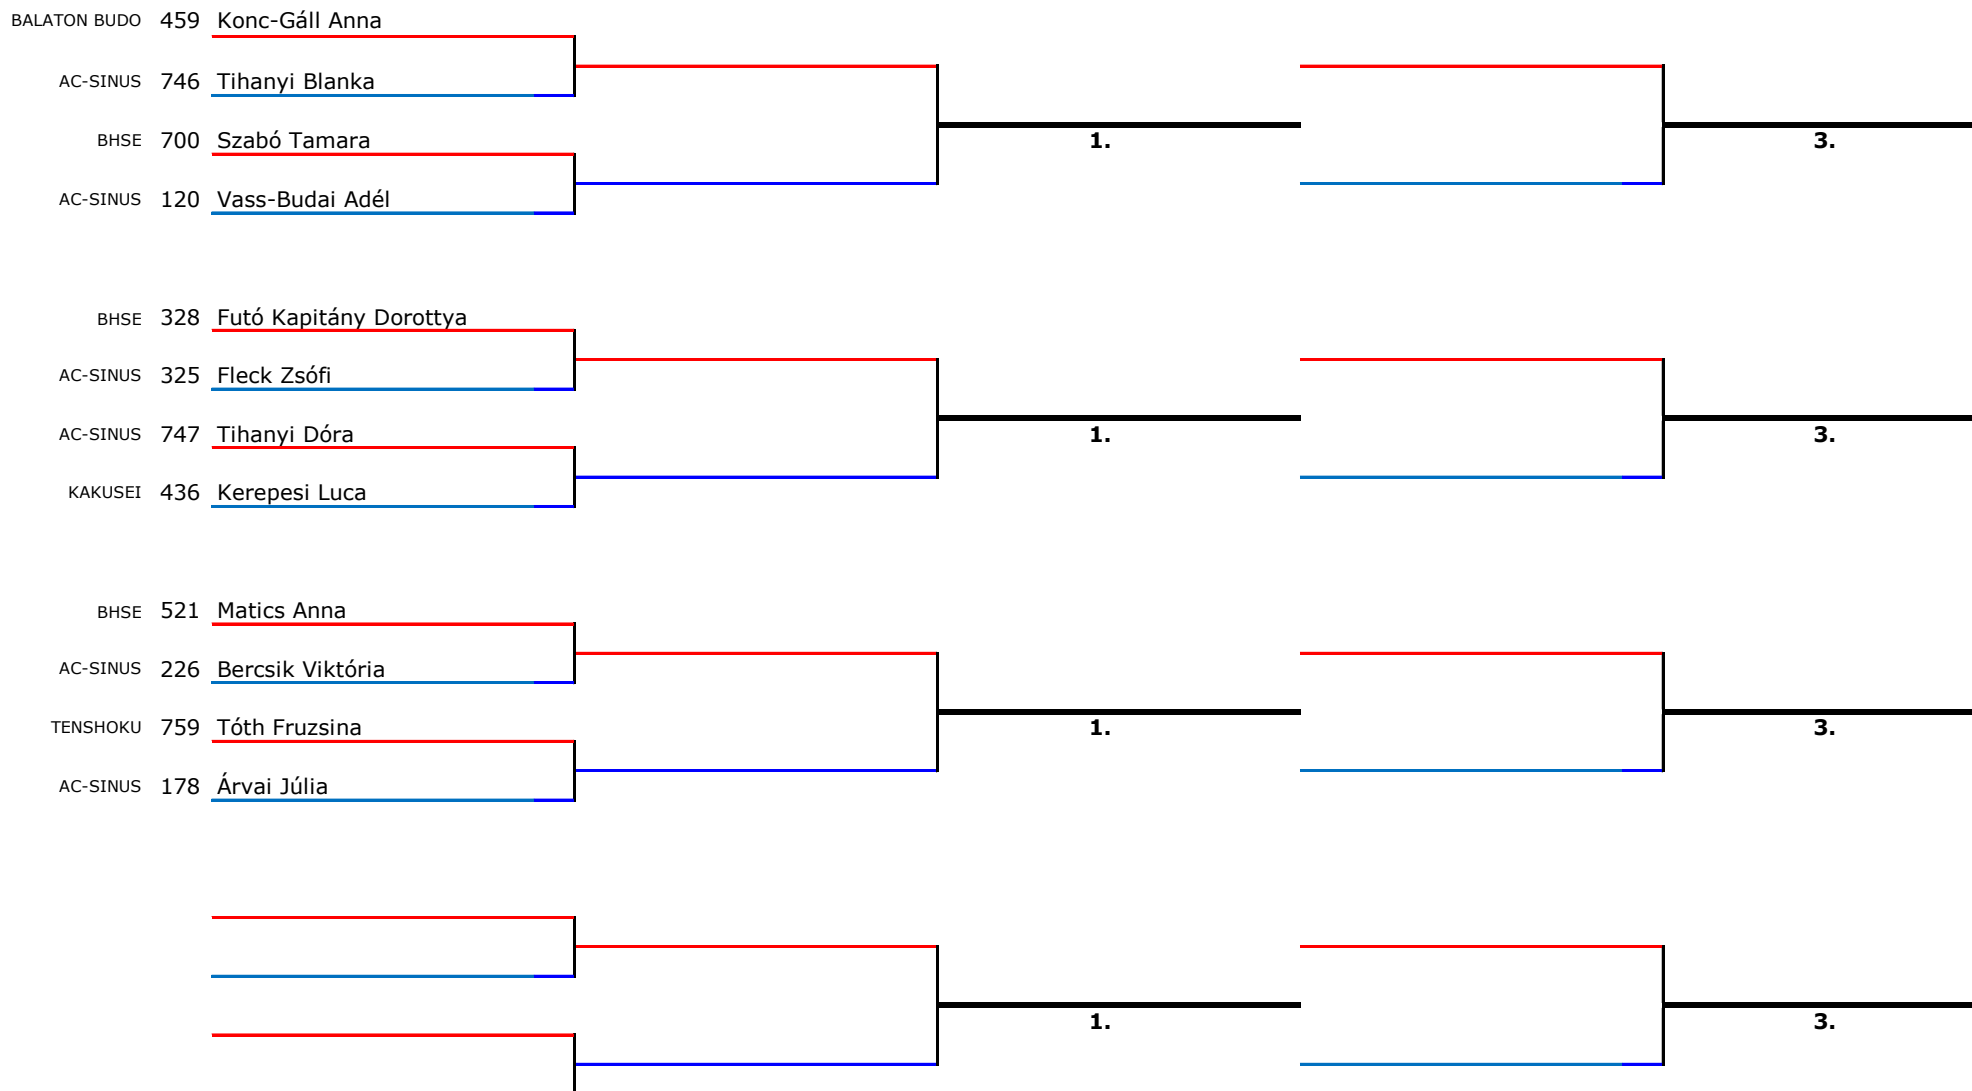 BALATON BUDO 459 Konc-Gáll Anna
AC-SINUS 746 Tihanyi Blanka
1. 3.
BHSE 700 Szabó Tamara
AC-SINUS 120 Vass-Budai Adél
BHSE 328 Futó Kapitány Dorottya
AC-SINUS 325 Fleck Zsófi
AC-SINUS 747 Tihanyi Dóra
1. 3.
KAKUSEI 436 Kerepesi Luca
BHSE 521 Matics Anna
AC-SINUS 226 Bercsik Viktória
TENSHOKU 759 Tóth Fruzsina
1. 3.
AC-SINUS 178 Árvai Júlia
1. 3.